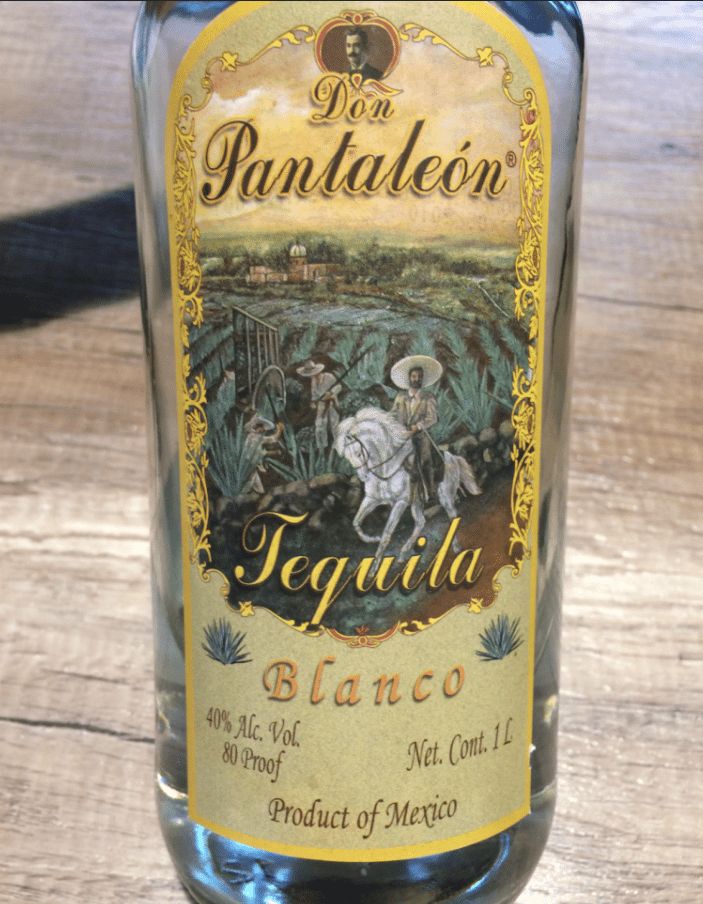 Don
Pantaleón®
Tequila
Blanco
40% Alc. Vol.
80 Proof
Net. Cont. 1 L
Product of Mexico